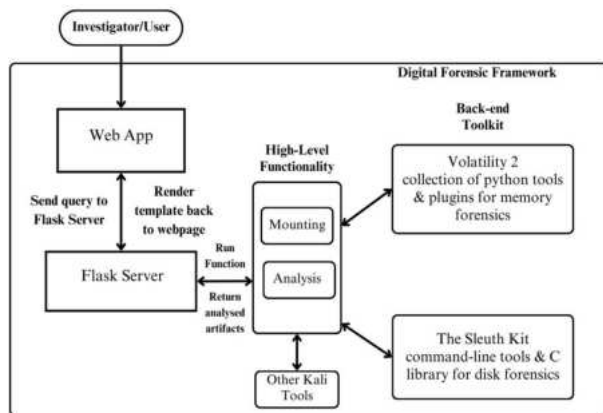 Investigator/User
Digital Forensic Framework
Web App
Send query to
Flask Server
Render
template back
to webpage
Flask Server
Run
Function
Return
analysed
artifacts
High-Level
Functionality
Mounting
Analysis
Other Kali
Tools
Back-end
Toolkit
Volatility 2
collection of python tools
& plugins for memory
forensics
The Sleuth Kit
command-line tools & C
library for disk forensics